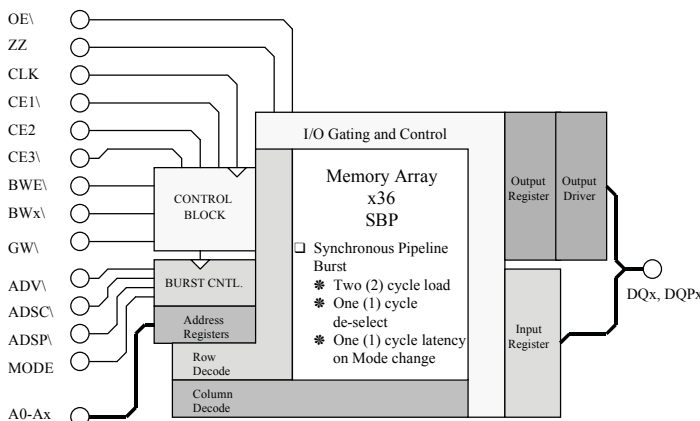 OE\
ZZ
CLK
CE1\
CE2
CE3\
BWE\
BWx\
GW\
ADV\
ADSC\
ADSP\
MODE
A0-Ax
CONTROL
BLOCK
BURST CNTL.
Address
Registers
Row
Decode
Column
Decode
I/O Gating and Control
Memory Array
x36
SBP
❑ Synchronous Pipeline
Burst
✵ Two (2) cycle load
✵ One (1) cycle
de-select
✵ One (1) cycle latency
on Mode change
Output
Register
Output
Driver
Input
Register
DQx, DQPx